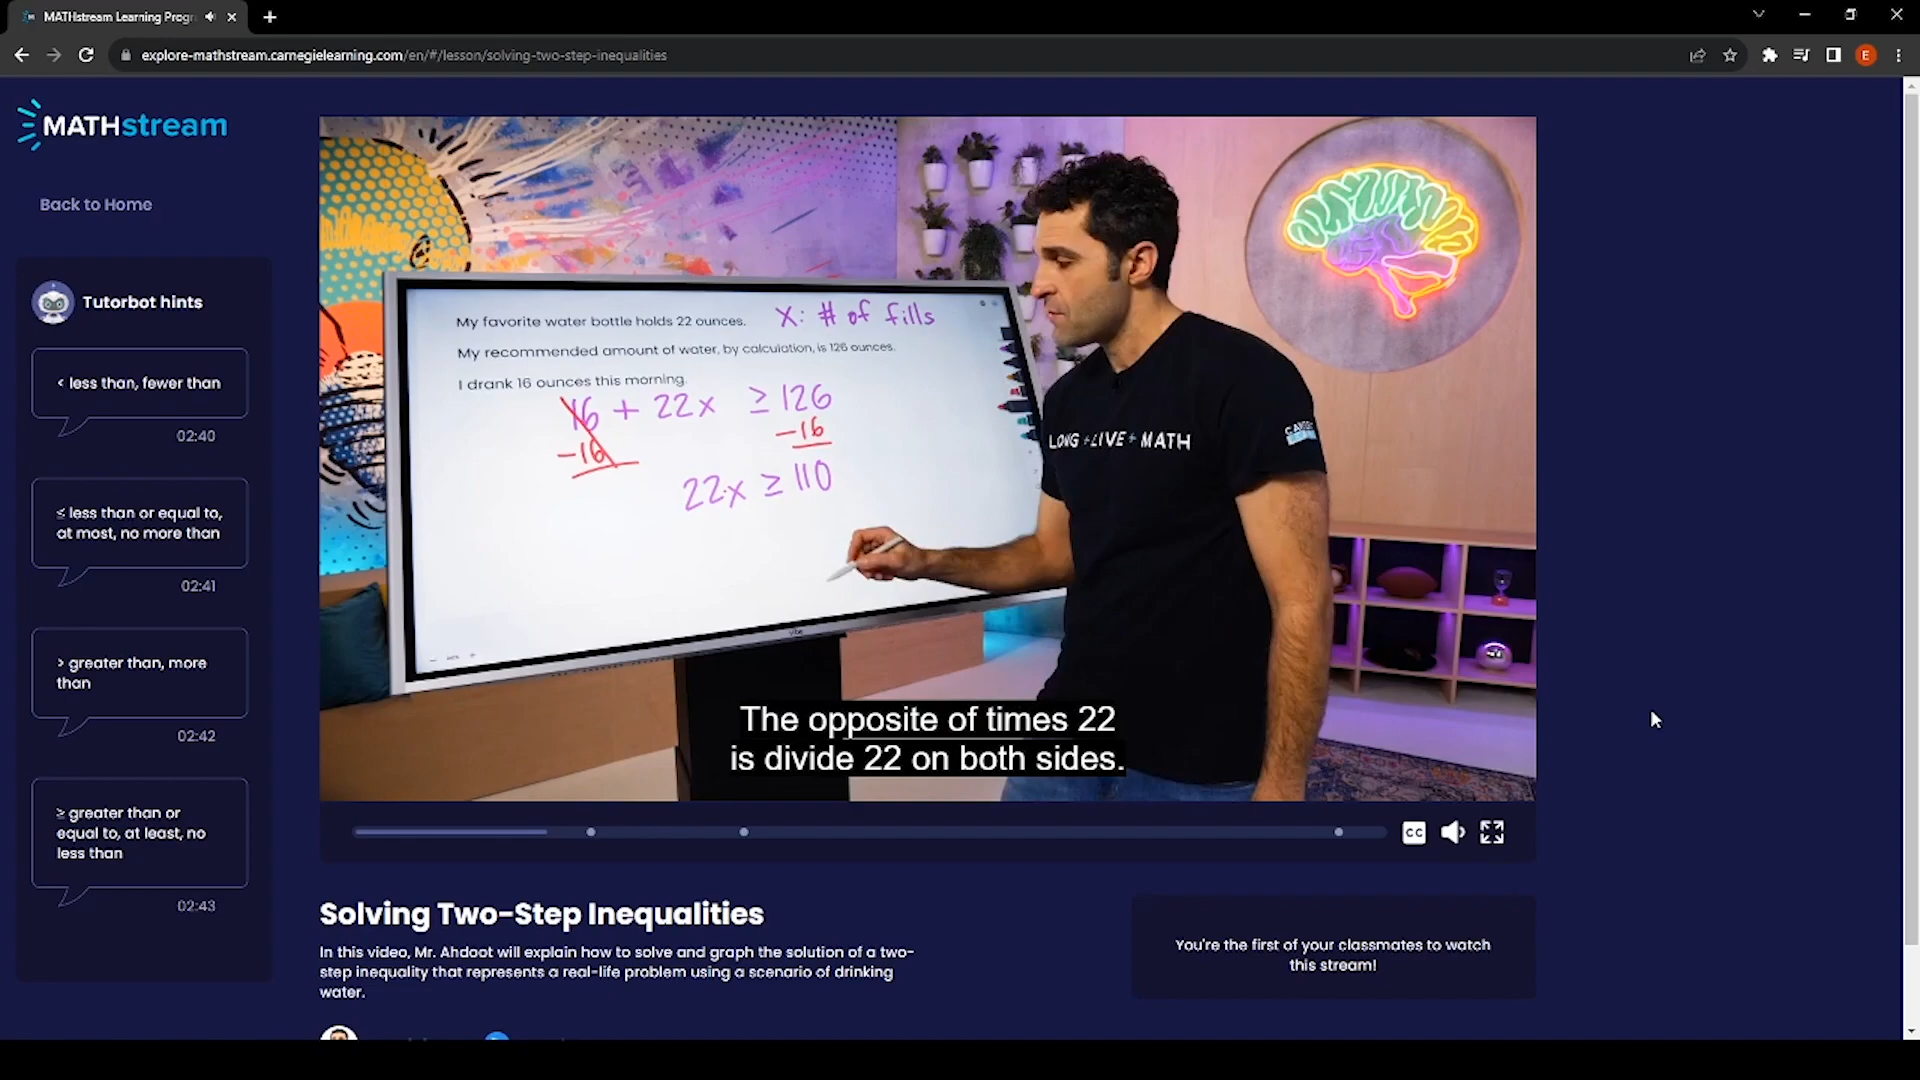 MATHstream Learning Progr
explore-mathstream.carnegielearning.com/en/#/lesson/solving-two-step-inequalities
E
MATHstream
Back to Home
Tutorbot hints
< less than, fewer than
02:40
≤ less than or equal to,
at most, no more than
02:41
> greater than, more
than
02:42
≥ greater than or
equal to, at least, no
less than
02:43
My favorite water bottle holds 22 ounces.
X: # of fills
My recommended amount of water, by calculation, is 126 ounces.
I drank 16 ounces this morning.
16 + 22x ≥ 126
-16 -16
22x ≥ 110
vibe
LONG + LIVE + MATH
The opposite of times 22
is divide 22 on both sides.
CC
Solving Two-Step Inequalities
In this video, Mr. Ahdoot will explain how to solve and graph the solution of a two-
step inequality that represents a real-life problem using a scenario of drinking
water.
You're the first of your classmates to watch
this stream!